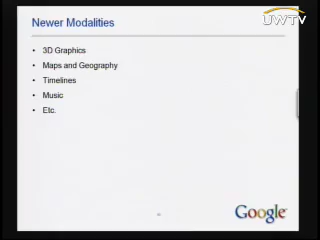 UWTV
Newer Modalities
• 3D Graphics
• Maps and Geography
• Timelines
• Music
• Etc.
Google